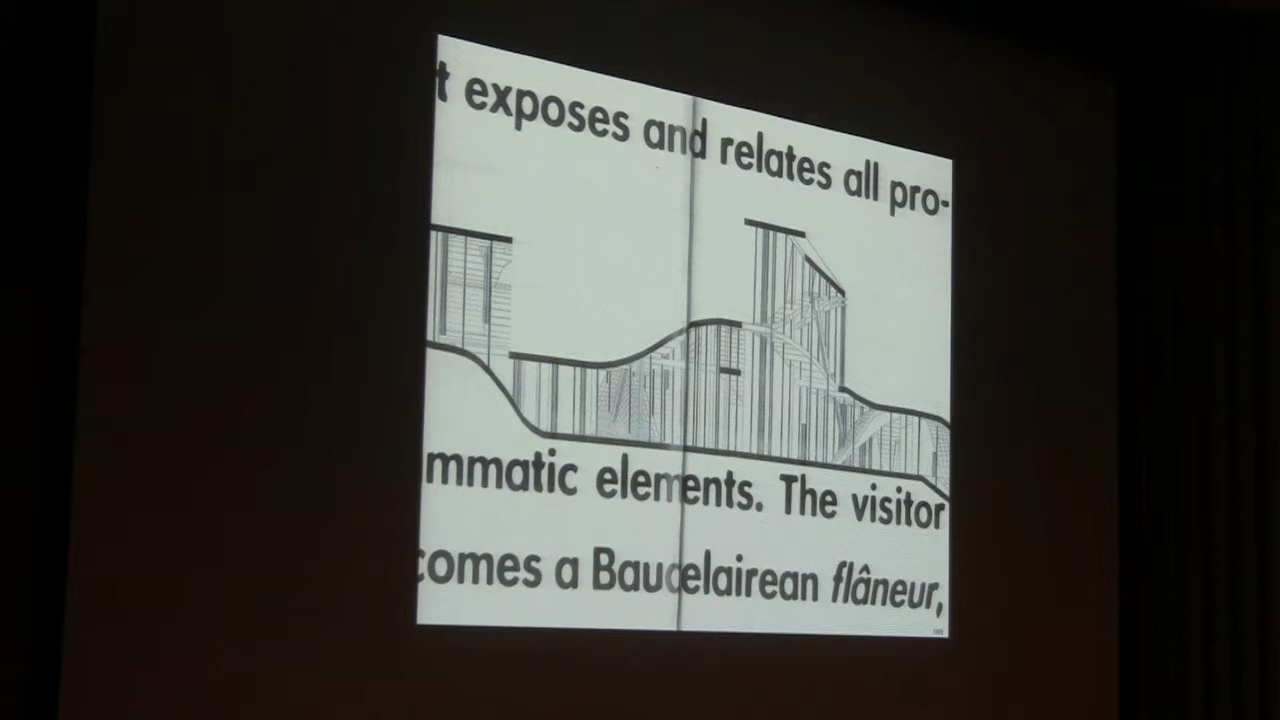 t exposes and relates all pro-
mmatic elements. The visitor
comes a Baudelairean flâneur,